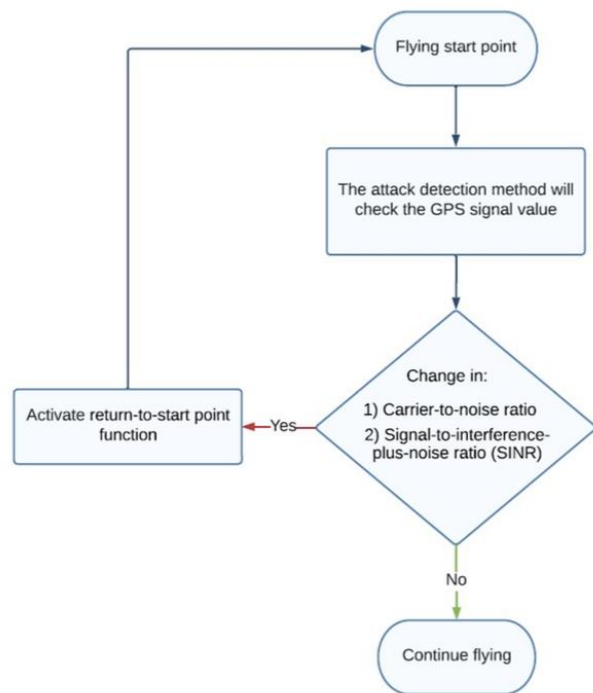 Flying start point
The attack detection method will
check the GPS signal value
Change in:
1) Carrier-to-noise ratio
2) Signal-to-interference-
plus-noise ratio (SINR)
Yes
Activate return-to-start point
function
No
Continue flying